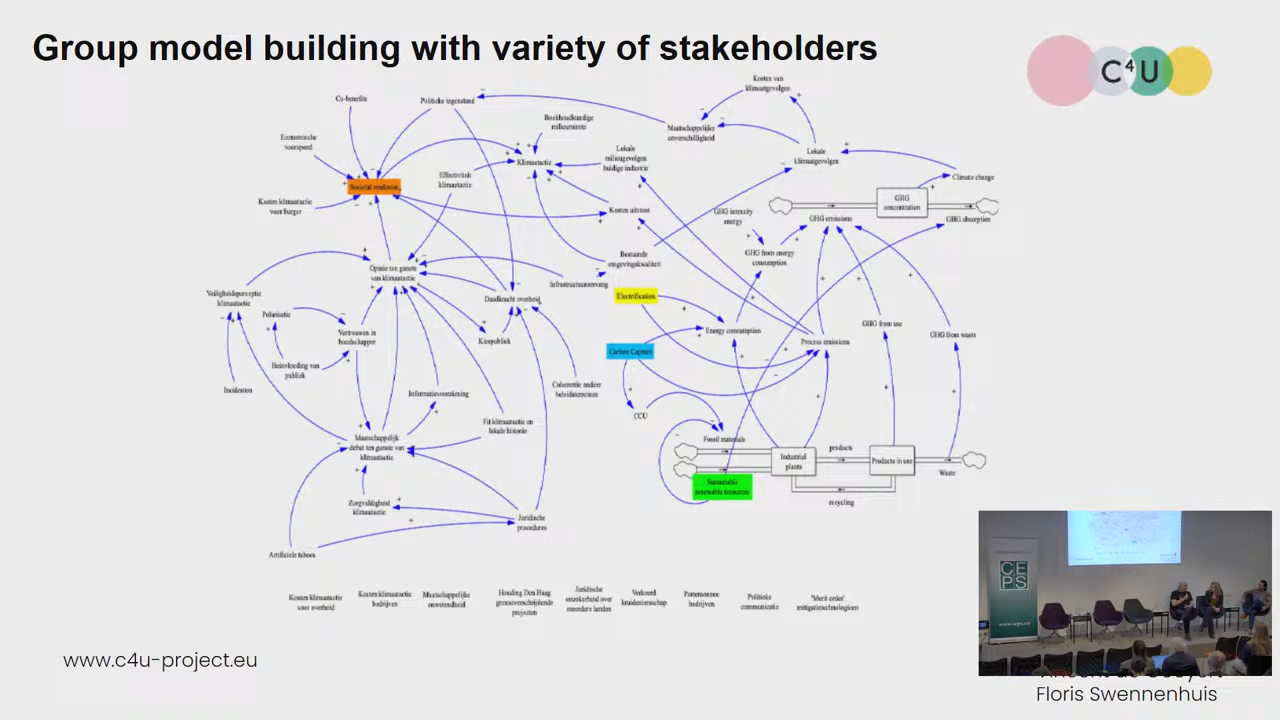 Group model building with variety of stakeholders
C4U
Co-benefits
Politieke tegenstand
Kosten van
klimaatgevolgen
Boekhoudkundige
milieuruimte
Maatschappelijke
onverschilligheid
Economische
voorspoed
Klimaatactie
Lokale
milieugevolgen
huidige industrie
Lokale
klimaatgevolgen
Climate change
Societal readiness
Effectiviteit
klimaatactie
Kosten klimaatactie
voor burger
Kosten uitstoot
GHG intensity
energy
GHG
concentration
GHG emissions
GHG absorption
GHG from energy
consumption
Bestaande
omgevingskwaliteit
Opinie ten gunste
van klimaatactie
Infrastructuuromvang
Veiligheidsperceptie
klimaatactie
Daadkracht overheid
Electrification
Polarisatie
Vertrouwen in
boodschapper
Kiespubliek
Energy consumption
GHG from use
GHG from waste
Process emissions
Carbon Capture
Beinvloeding van
publiek
Incidenten
Informatievoorziening
Coherentie andere
beleidsterreinen
CCU
Fit klimaatactie en
lokale historie
Maatschappelijk
debat ten gunste van
klimaatactie
Fossil materials
Industrial
plants
products
Products in use
Waste
Sustainable
renewable resources
recycling
Zorgvuldigheid
klimaatactie
Juridische
procedures
Artificiele taboes
Kosten klimaatactie
voor overheid
Kosten klimaatactie
bedrijven
Maatschappelijke
onwetendheid
Houding Den Haag
grensoverschrijdende
projecten
Juridische
onzekerheid over
meerdere landen
Verkeerd
kruideniersschap
Portemonnee
bedrijven
Politieke
communicatie
"Merit order'
mitigatietechnologieen
CEPS
www.c4u-project.eu
Floris Swennenhuis